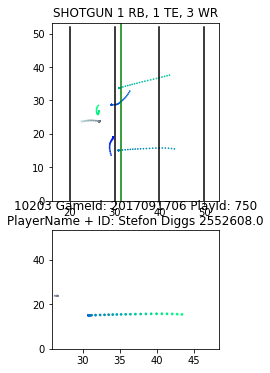 SHOTGUN 1 RB, 1 TE, 3 WR
50
40
30
20
10
0
20 30 40 50
10203 GameId: 2017091706 PlayId: 750
PlayerName + ID: Stefon Diggs 2552608.0
40
20
0
30 35 40 45